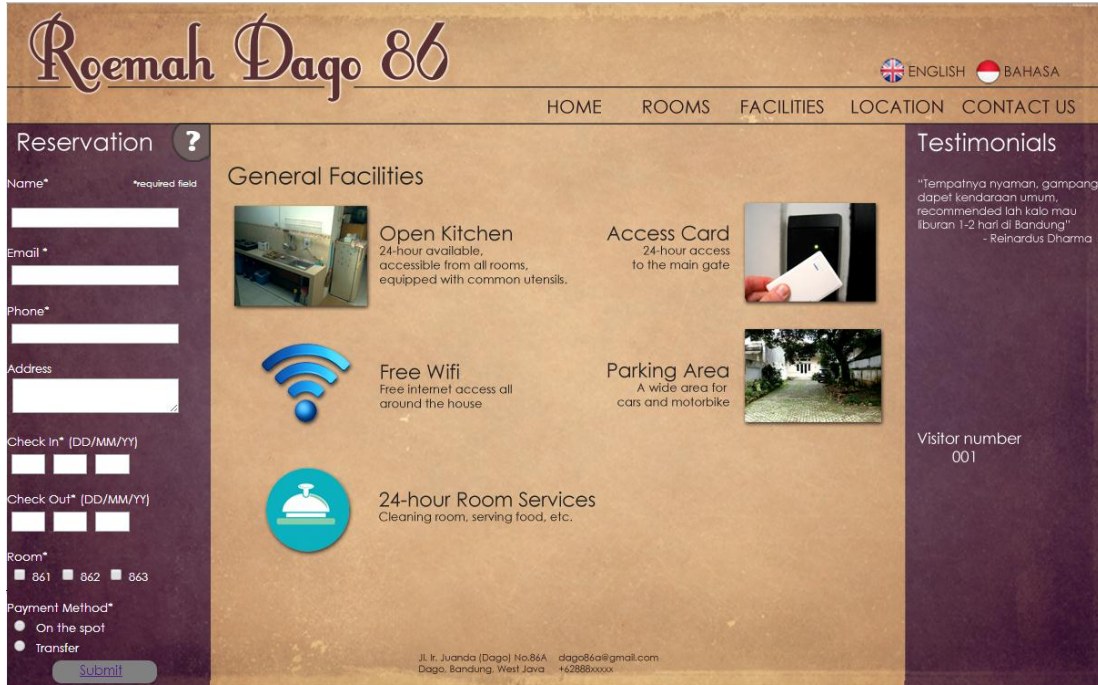 Roemah Dago 86
ENGLISH BAHASA
HOME ROOMS FACILITIES LOCATION CONTACT US
Reservation ?
Name* *required field
Email *
Phone*
Address
Check In* (DD/MM/YY)
Check Out* (DD/MM/YY)
Room*
861 862 863
Payment Method*
On the spot
Transfer
Submit
General Facilities
Open Kitchen
24-hour available,
accessible from all rooms,
equipped with common utensils.
Access Card
24-hour access
to the main gate
Free Wifi
Free internet access all
around the house
Parking Area
A wide area for
cars and motorbike
24-hour Room Services
Cleaning room, serving food, etc.
Testimonials
“Tempatnya nyaman, gampang
dapet kendaraan umum,
recommended lah kalo mau
liburan 1-2 hari di Bandung”
- Reinardus Dharma
Visitor number
001
Jl. Ir. Juanda (Dago) No.86A dago86a@gmail.com
Dago, Bandung, West Java +62888xxxxx